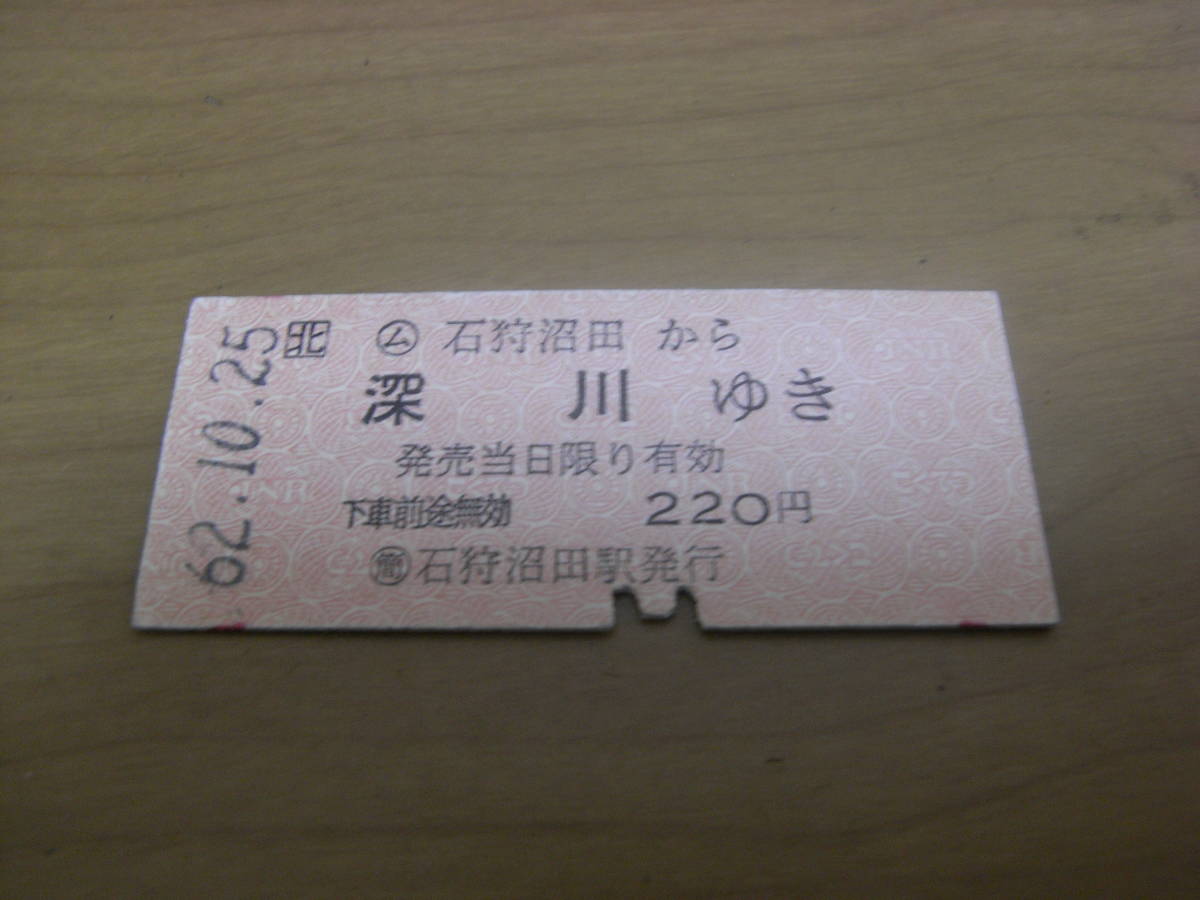 62.10.25
北 ム 石狩沼田 から
深川 ゆき
発売当日限り有効
下車前途無効 220円
簡 石狩沼田駅発行